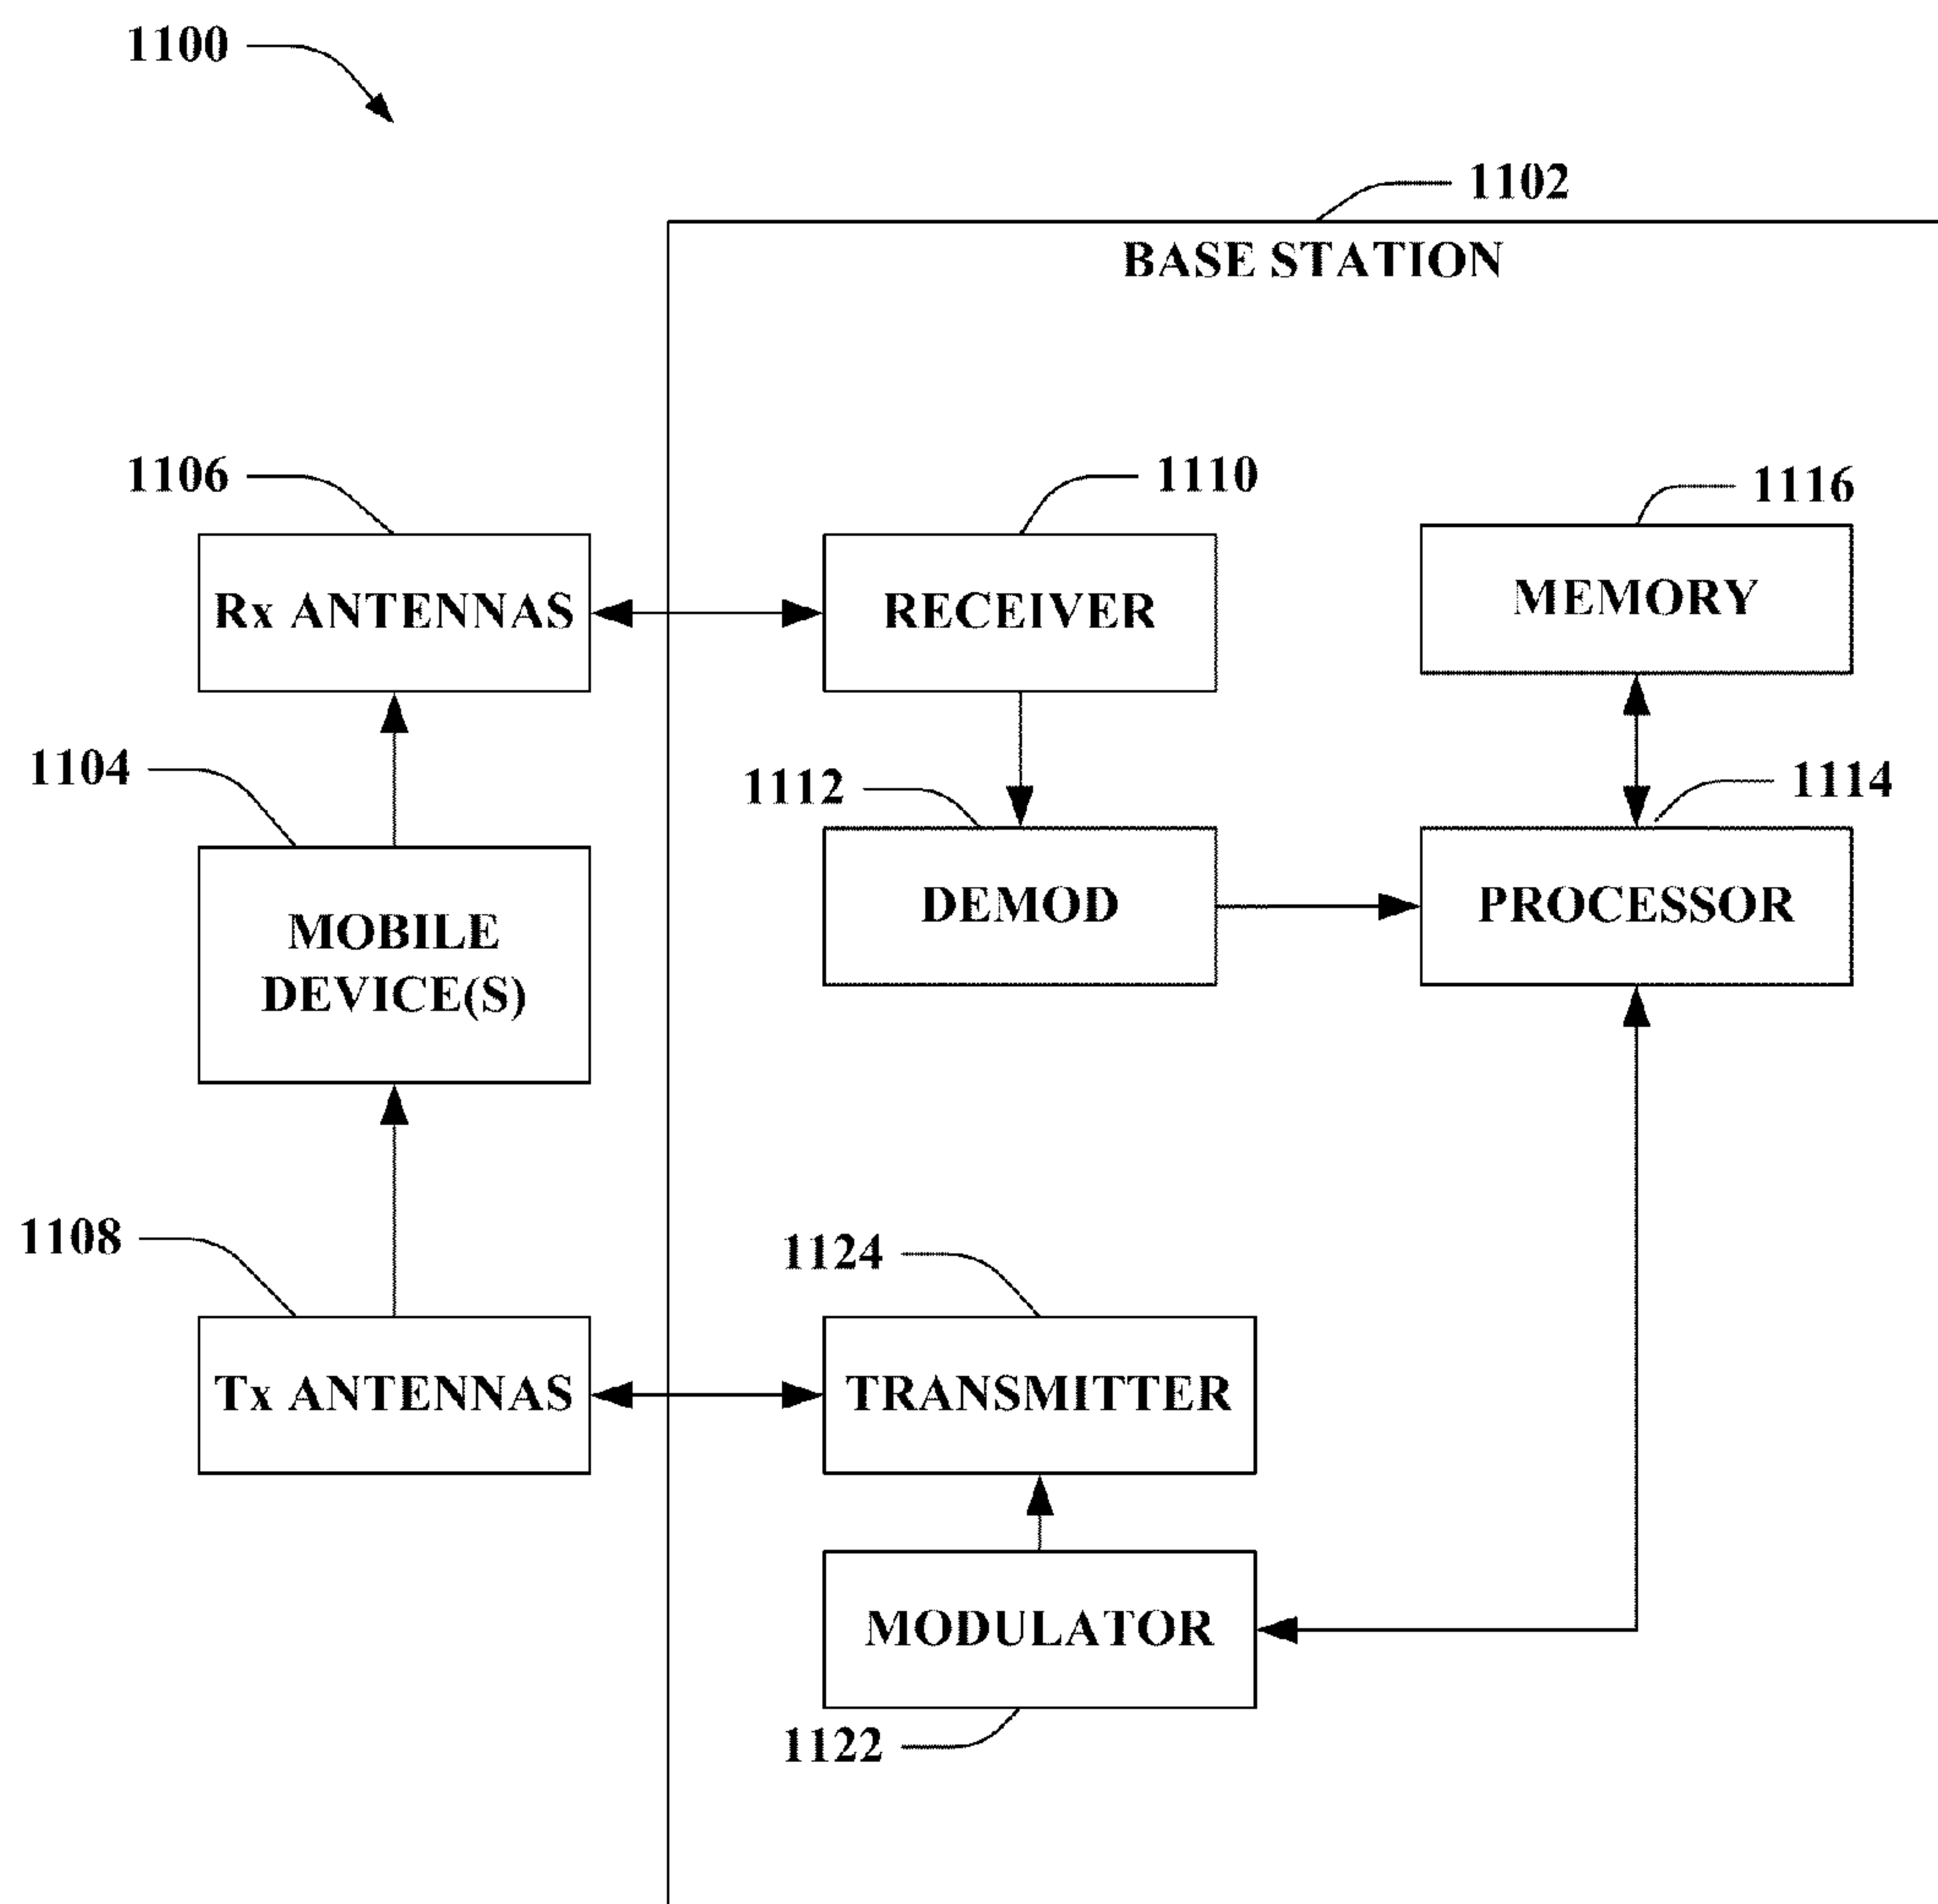 1100
1102
BASE STATION
1106
1110
1116
Rx ANTENNAS
RECEIVER
MEMORY
1104
1112
1114
MOBILE
DEVICE(S)
DEMOD
PROCESSOR
1108
1124
Tx ANTENNAS
TRANSMITTER
MODULATOR
1122